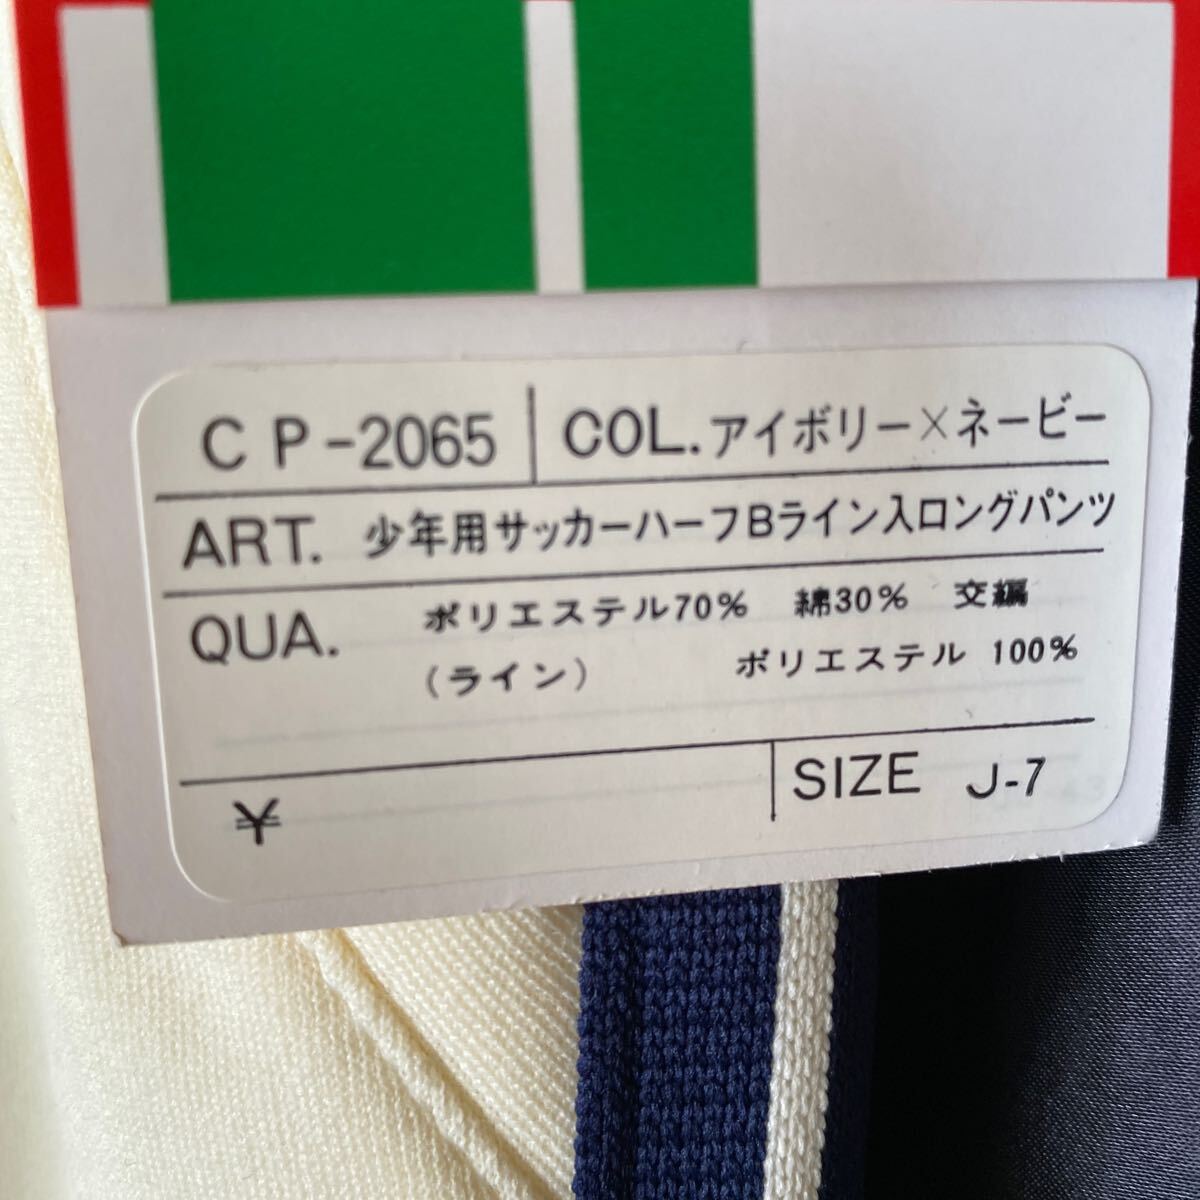 CP-2065 COL.アイボリー×ネービー
ART. 少年用サッカーハーフBライン入ロングパンツ
QUA. ポリエステル70% 綿30% 交編
(ライン) ポリエステル 100%
¥ SIZE J-7